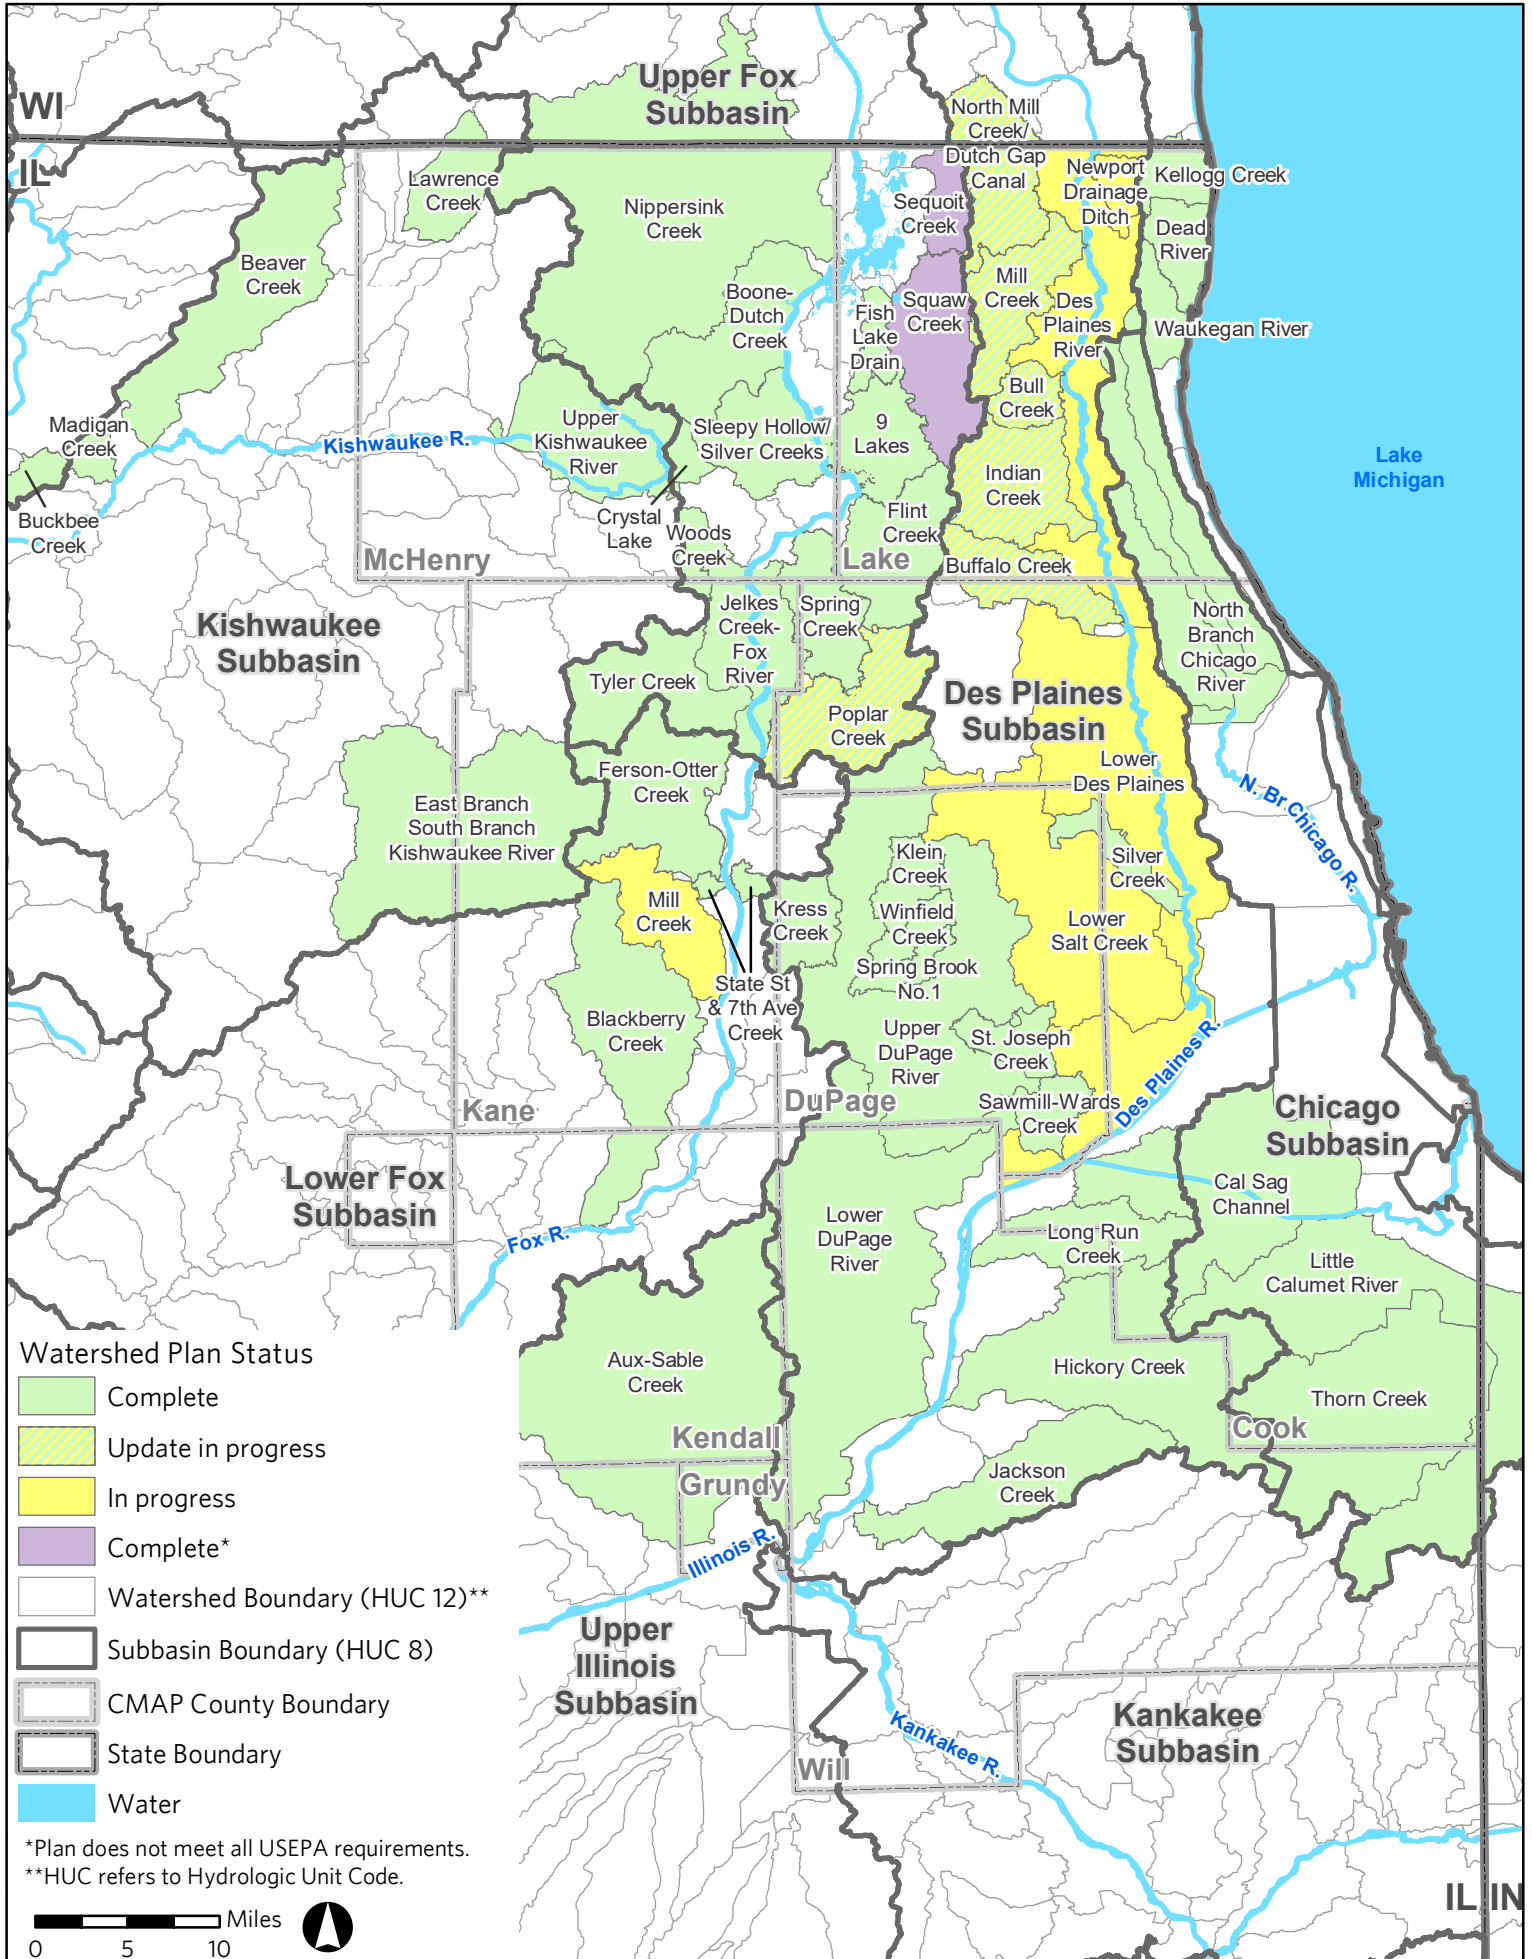 Upper Fox
Subbasin
WI
IL
North Mill
Creek/
Dutch Gap
Canal
Newport
Drainage
Ditch
Kellogg Creek
Lawrence
Creek
Nippersink
Creek
Sequoit
Creek
Dead
River
Beaver
Creek
Boone-
Dutch
Creek
Fish
Lake
Drain
Squaw
Creek
Mill
Creek
Des
Plaines
River
Waukegan River
Bull
Creek
Madigan
Creek
Kishwaukee R.
Upper
Kishwaukee
River
Sleepy Hollow/
Silver Creeks
9
Lakes
Lake
Michigan
Indian
Creek
Buckbee
Creek
Crystal
Lake
Woods
Creek
Flint
Creek
McHenry
Lake
Buffalo Creek
Kishwaukee
Subbasin
Jelkes
Creek-
Fox
River
Spring
Creek
North
Branch
Chicago
River
Tyler Creek
Des Plaines
Subbasin
Poplar
Creek
Ferson-Otter
Creek
Lower
Des Plaines
N. Br.Chicago R.
East Branch
South Branch
Kishwaukee River
Klein
Creek
Silver
Creek
Mill
Creek
Kress
Creek
Winfield
Creek
Lower
Salt Creek
Spring Brook
No.1
State St
& 7th Ave
Creek
Blackberry
Creek
Upper
DuPage
River
St. Joseph
Creek
Des Plaines R.
Kane
DuPage
Sawmill-Wards
Creek
Chicago
Subbasin
Lower Fox
Subbasin
Cal Sag
Channel
Fox R.
Lower
DuPage
River
Long Run
Creek
Little
Calumet River
Aux-Sable
Creek
Hickory Creek
Thorn Creek
Kendall
Cook
Grundy
Jackson
Creek
Illinois R.
Upper
Illinois
Subbasin
Kankakee R.
Kankakee
Subbasin
Will
IL
IN
Watershed Plan Status
Complete
Update in progress
In progress
Complete*
Watershed Boundary (HUC 12)**
Subbasin Boundary (HUC 8)
CMAP County Boundary
State Boundary
Water
*Plan does not meet all USEPA requirements.
**HUC refers to Hydrologic Unit Code.
Miles
0 5 10